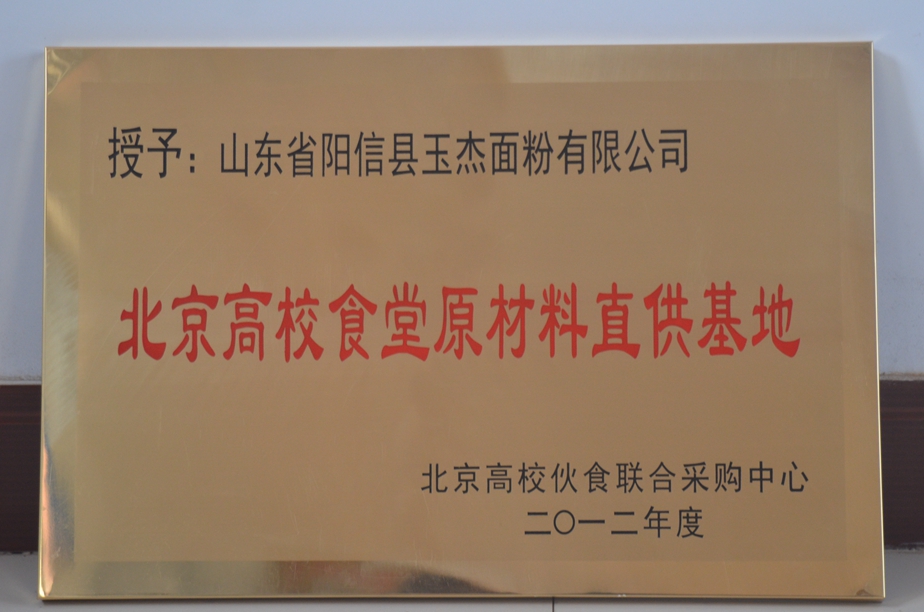 授予：山东省阳信县玉杰面粉有限公司
北京高校食堂原材料直供基地
北京高校伙食联合采购中心
二〇一二年度